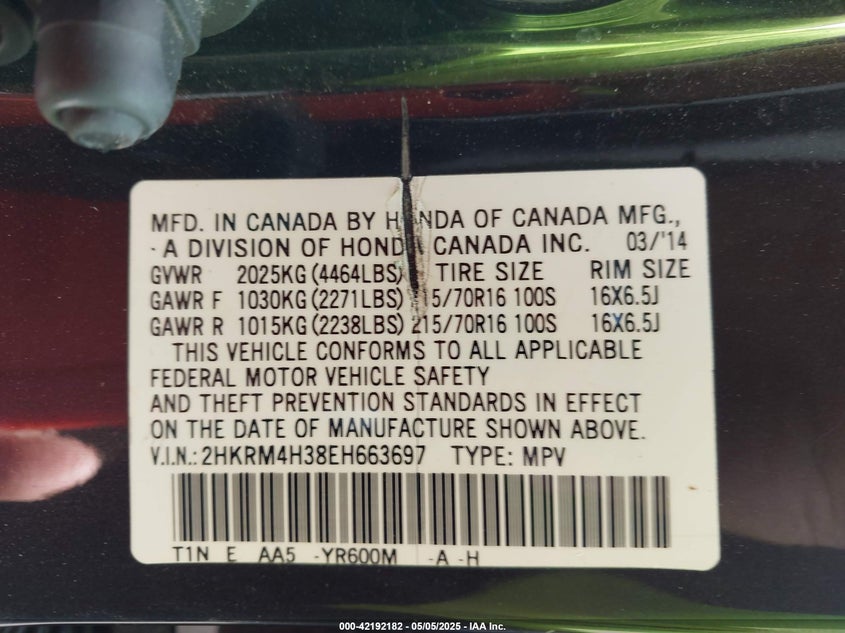 MFD. IN CANADA BY HONDA OF CANADA MFG.,
- A DIVISION OF HONDA CANADA INC. 03/'14
GVWR 2025KG (4464LBS) TIRE SIZE RIM SIZE
GAWR F 1030KG (2271LBS) 215/70R16 100S 16X6.5J
GAWR R 1015KG (2238LBS) 215/70R16 100S 16X6.5J
THIS VEHICLE CONFORMS TO ALL APPLICABLE
FEDERAL MOTOR VEHICLE SAFETY
AND THEFT PREVENTION STANDARDS IN EFFECT
ON THE DATE OF MANUFACTURE SHOWN ABOVE.
V.I.N.: 2HKRM4H38EH663697 TYPE: MPV
T1N E AA5 -YR600M -A -H
000-42192182 - 05/05/2025 - IAA Inc.